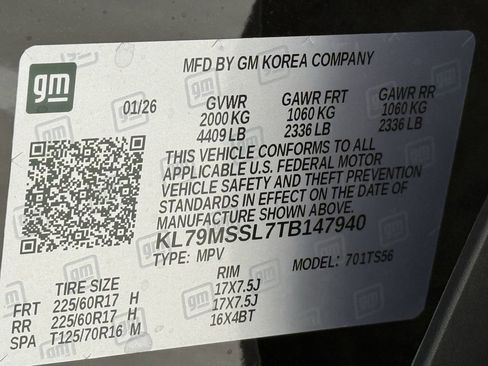 MFD BY GM KOREA COMPANY
gm
01/26 GVWR GAWR FRT GAWR RR
2000 KG 1060 KG 1060 KG
4409 LB 2336 LB 2336 LB
THIS VEHICLE CONFORMS TO ALL
APPLICABLE U.S. FEDERAL MOTOR
VEHICLE SAFETY AND THEFT PREVENTION
STANDARDS IN EFFECT ON THE DATE OF
MANUFACTURE SHOWN ABOVE.
KL79MSSL7TB147940
TYPE: MPV MODEL: 701TS56
TIRE SIZE RIM
FRT 225/60R17 H 17X7.5J
RR 225/60R17 H 17X7.5J
SPA T125/70R16 M 16X4BT